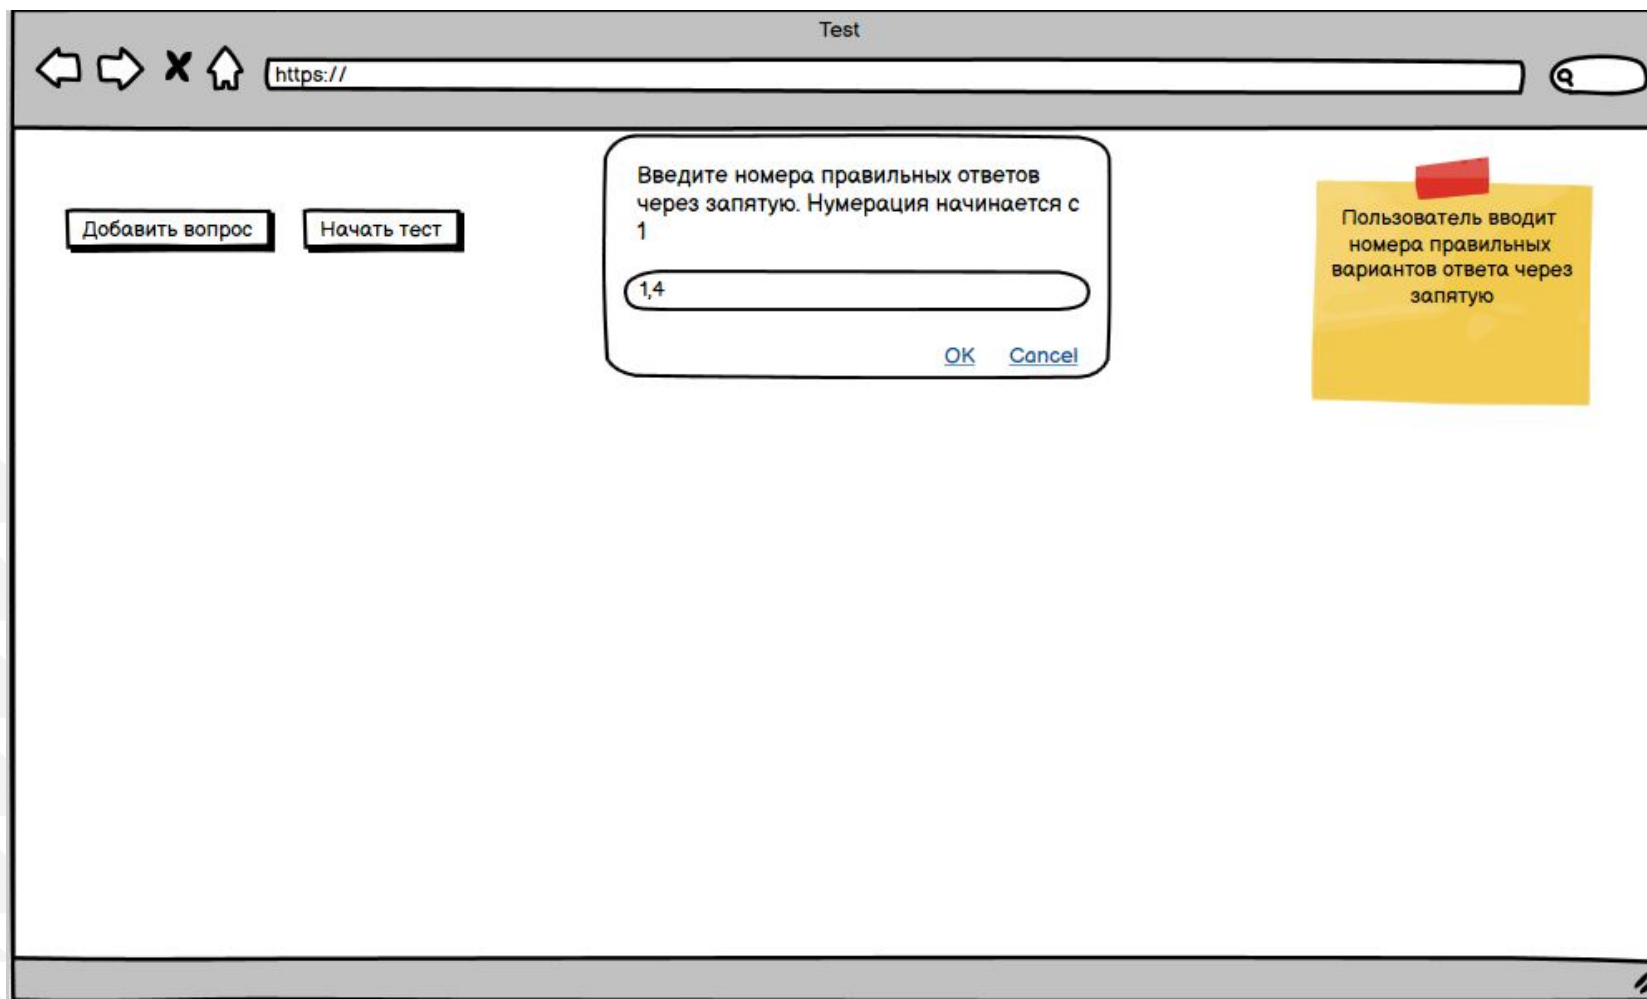 Test
https://
Добавить вопрос
Начать тест
Введите номера правильных ответов
через запятую. Нумерация начинается с
1
1,4
OK
Cancel
Пользователь вводит
номера правильных
вариантов ответа через
запятую